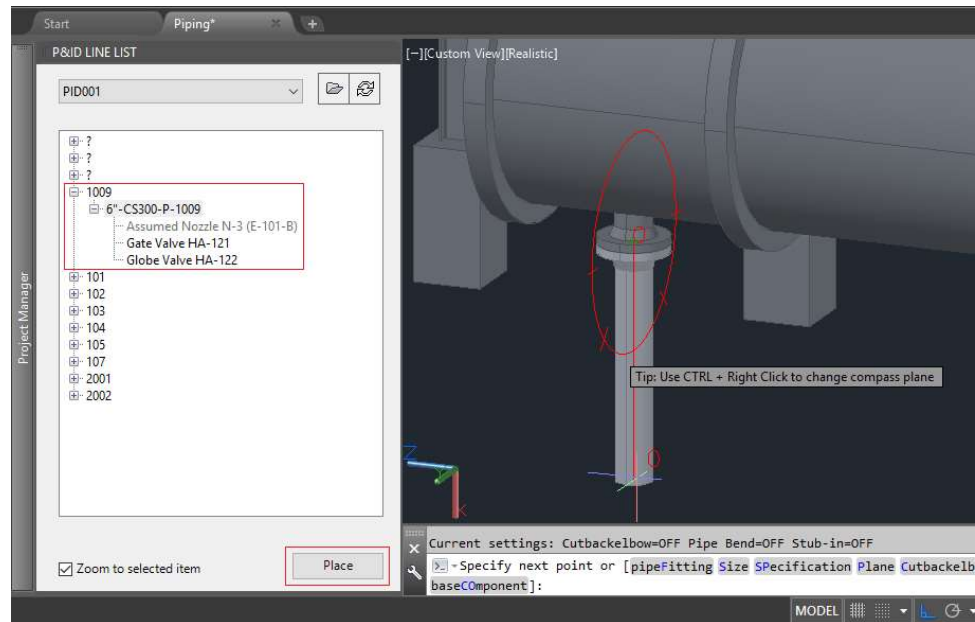 Start
Piping*
P&ID LINE LIST
PID001
?
?
?
1009
6"-CS300-P-1009
Assumed Nozzle N-3 (E-101-B)
Gate Valve HA-121
Globe Valve HA-122
101
102
103
104
105
107
2001
2002
Zoom to selected item
Place
Project Manager
[−][Custom View][Realistic]
Tip: Use CTRL + Right Click to change compass plane
Z
X
Current settings: Cutbackelbow=OFF Pipe Bend=OFF Stub-in=OFF
Specify next point or [pipeFitting Size SPecification Plane Cutbackelb
baseCOmponent]:
MODEL